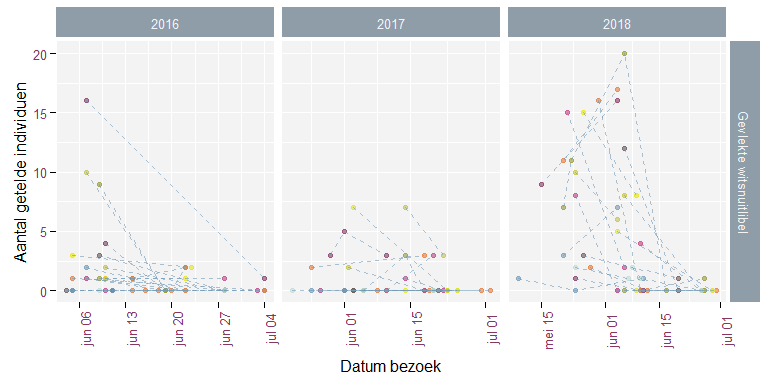 2016 2017 2018
Gevlekte witsnuitlibel
Aantal getelde individuen
20
15
10
5
0
jun 06 jun 13 jun 20 jun 27 jul 04 jun 01 jun 15 jul 01 mei 15 jun 01 jun 15 jul 01
Datum bezoek